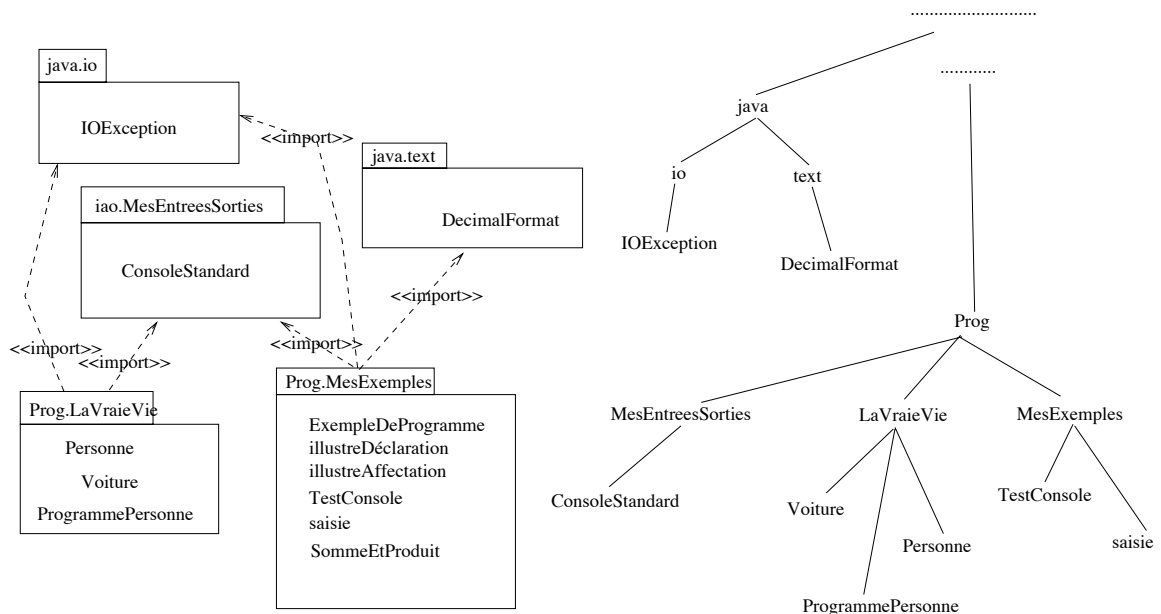 java.io
IOException
<<import>>
java.text
DecimalFormat
iao.MesEntreesSorties
ConsoleStandard
<<import>>
<<import>>
<<import>>
<<import>>
Prog.LaVraieVie
Personne
Voiture
ProgrammePersonne
Prog.MesExemples
ExempleDeProgramme
illustreDéclaration
illustreAffectation
TestConsole
saisie
SommeEtProduit
...........................
............
java
io
text
IOException
DecimalFormat
Prog
MesEntreesSorties
LaVraieVie
MesExemples
ConsoleStandard
Voiture
TestConsole
Personne
saisie
ProgrammePersonne